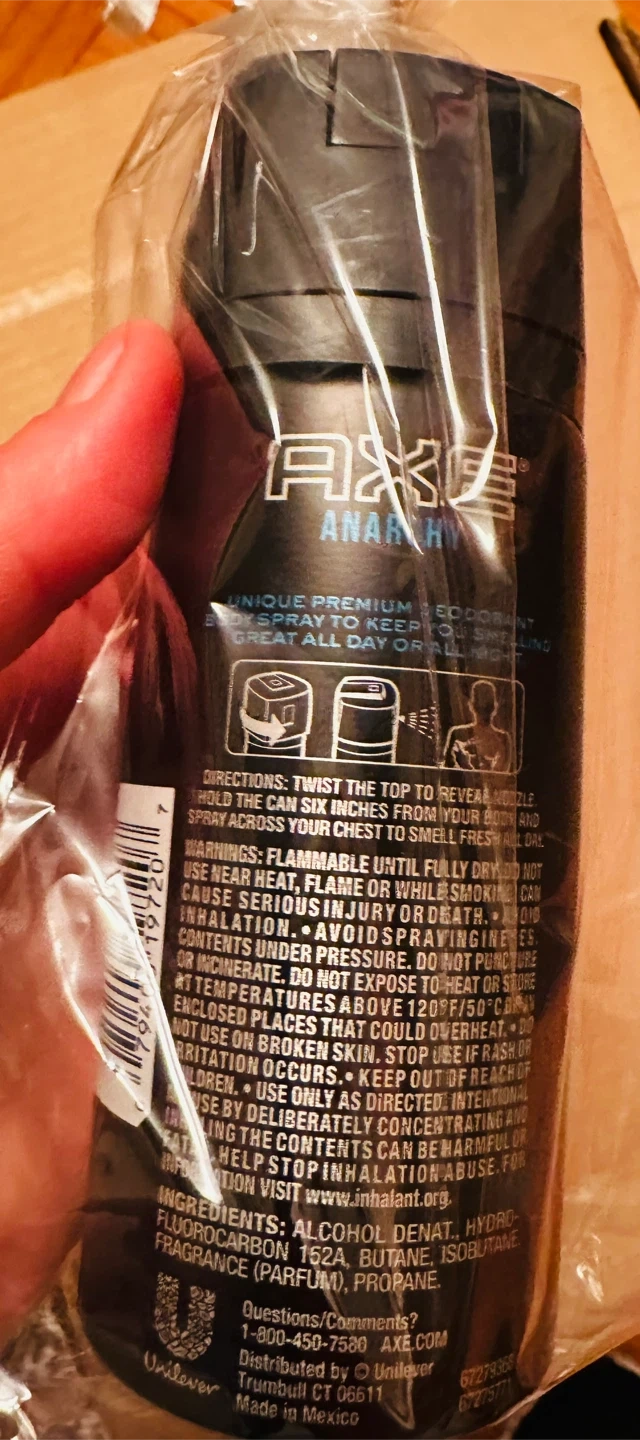 AXE®
ANARCHY
UNIQUE PREMIUM DEODORANT
BODY SPRAY TO KEEP YOU SMELLING
GREAT ALL DAY OR ALL NIGHT.
DIRECTIONS: TWIST THE TOP TO REVEAL NOZZLE.
HOLD THE CAN SIX INCHES FROM YOUR BODY AND
SPRAY ACROSS YOUR CHEST TO SMELL FRESH ALL DAY.
WARNINGS: FLAMMABLE UNTIL FULLY DRY. DO NOT
USE NEAR HEAT, FLAME OR WHILE SMOKING. CAN
CAUSE SERIOUS INJURY OR DEATH. • AVOID
INHALATION. • AVOID SPRAYING IN EYES.
CONTENTS UNDER PRESSURE. DO NOT PUNCTURE
OR INCINERATE. DO NOT EXPOSE TO HEAT OR STORE
AT TEMPERATURES ABOVE 120°F/50°C OR IN
ENCLOSED PLACES THAT COULD OVERHEAT. • DO
NOT USE ON BROKEN SKIN. STOP USE IF RASH OR
IRRITATION OCCURS. • KEEP OUT OF REACH OF
CHILDREN. • USE ONLY AS DIRECTED. INTENTIONAL
MISUSE BY DELIBERATELY CONCENTRATING AND
INHALING THE CONTENTS CAN BE HARMFUL OR
FATAL. HELP STOP INHALATION ABUSE. FOR
INFORMATION VISIT www.inhalant.org.
INGREDIENTS: ALCOHOL DENAT., HYDRO-
FLUOROCARBON 152A, BUTANE, ISOBUTANE,
FRAGRANCE (PARFUM), PROPANE.
Questions/Comments?
1-800-450-7580 AXE.COM
Distributed by © Unilever
Trumbull CT 06611
Made in Mexico
Unilever